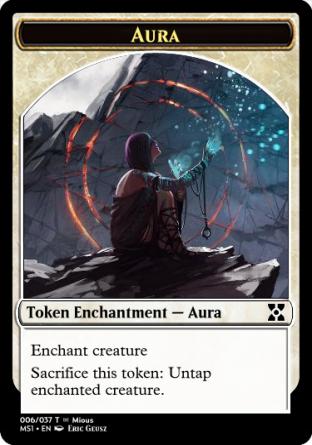 Aura
Token Enchantment — Aura
Enchant creature
Sacrifice this token: Untap
enchanted creature.
006/037 T Mious
MS1 • EN Eric Geusz